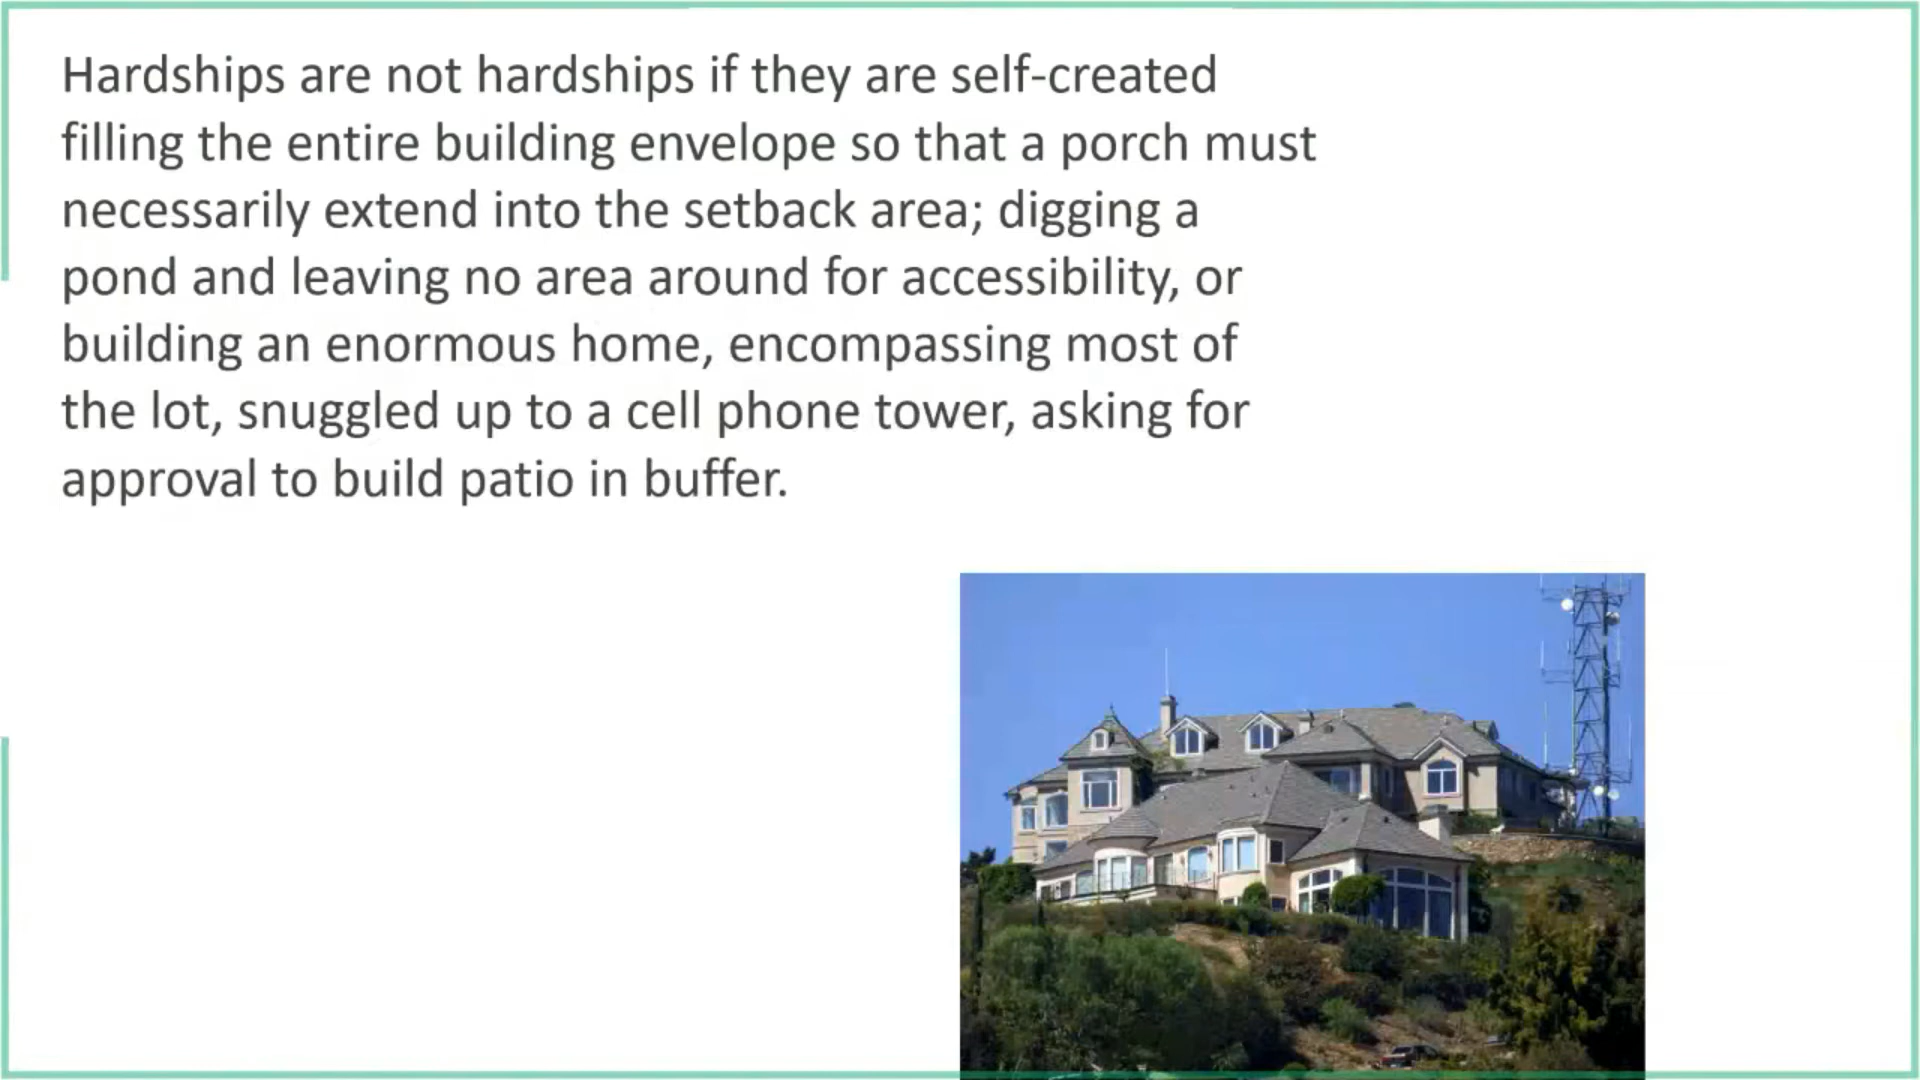 Hardships are not hardships if they are self-created
filling the entire building envelope so that a porch must
necessarily extend into the setback area; digging a
pond and leaving no area around for accessibility, or
building an enormous home, encompassing most of
the lot, snuggled up to a cell phone tower, asking for
approval to build patio in buffer.